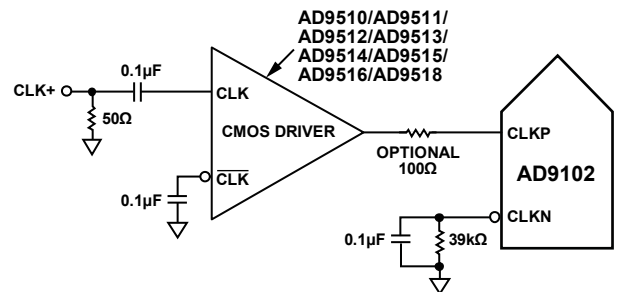 AD9510/AD9511/
AD9512/AD9513/
AD9514/AD9515/
AD9516/AD9518
0.1µF
CLK+
CLK
50Ω
CMOS DRIVER
CLKP
OPTIONAL
100Ω
AD9102
CLK
0.1µF
CLKN
0.1µF
39kΩ